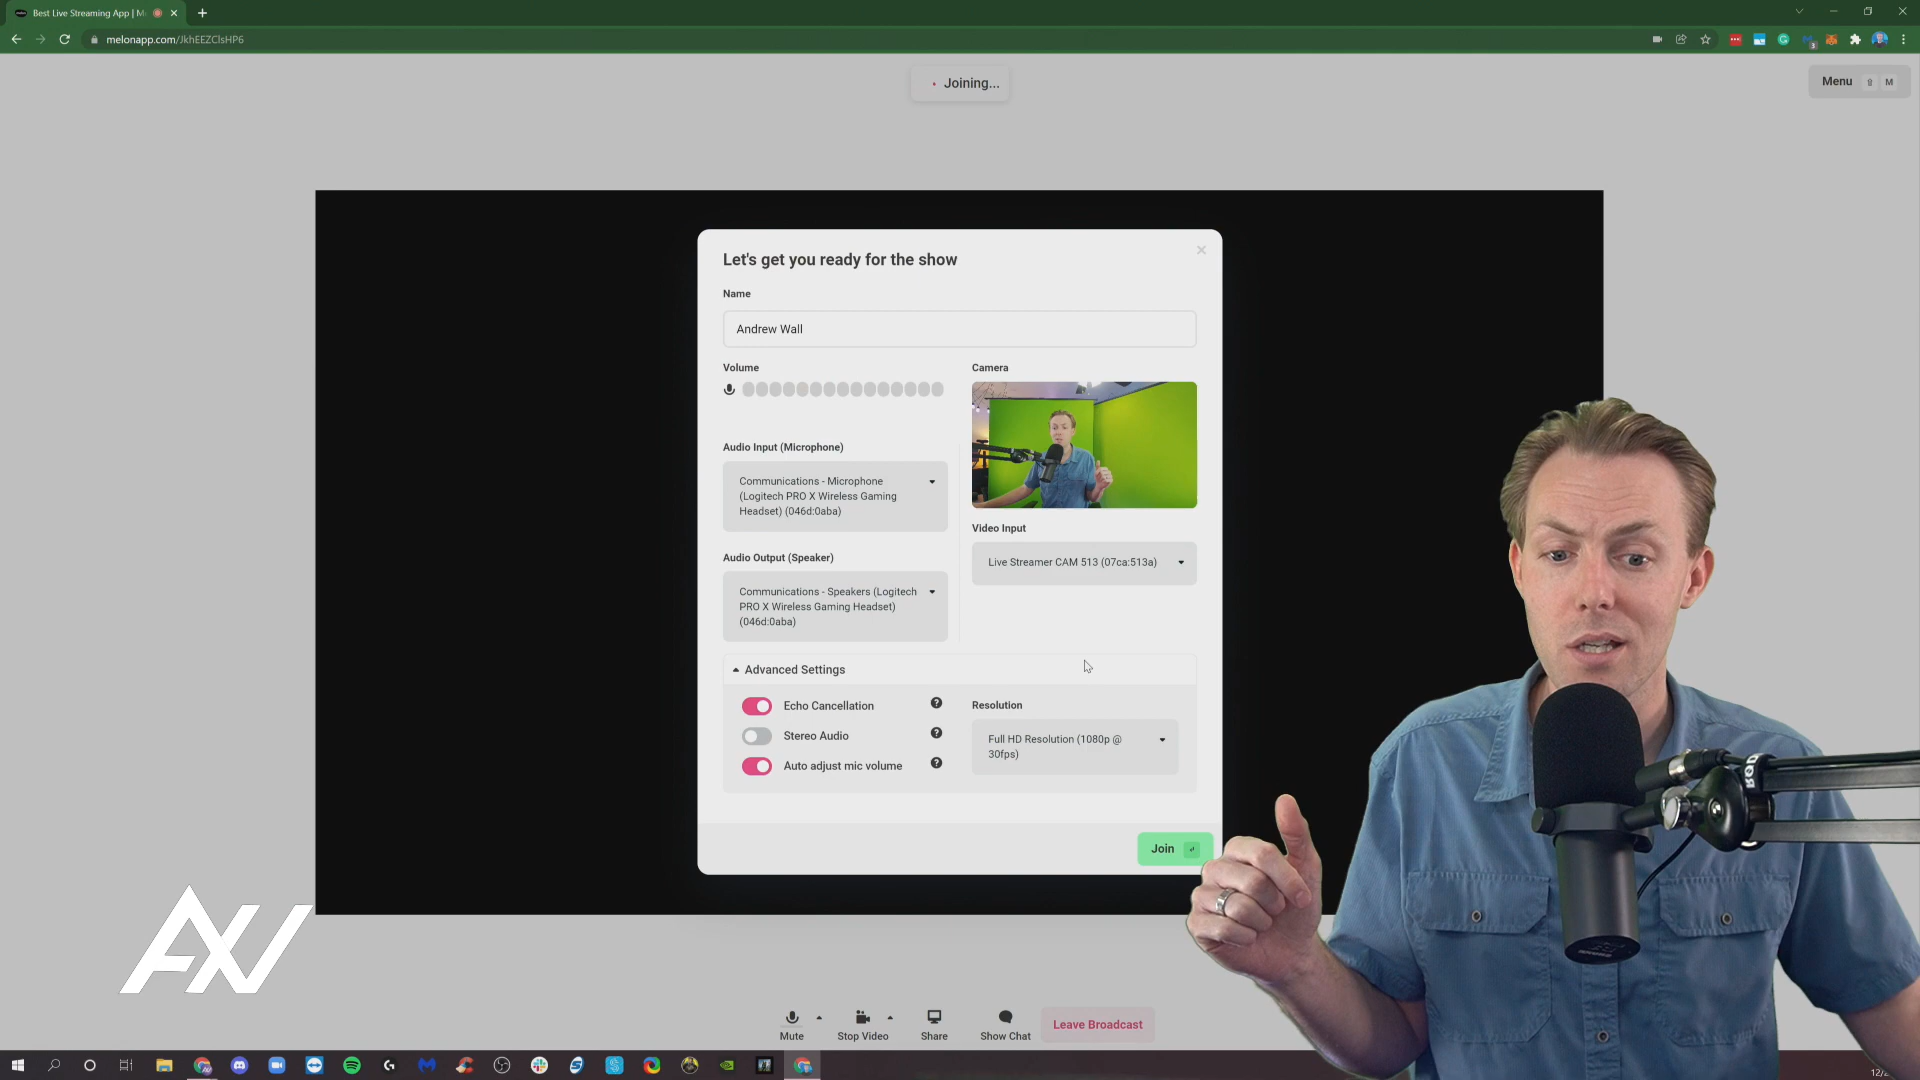 Best Live Streaming App | M
melonapp.com/JkhEEZClsHP6
3
Joining...
Menu
M
Let's get you ready for the show
Name
Andrew Wall
Volume
Camera
Audio Input (Microphone)
Communications - Microphone
(Logitech PRO X Wireless Gaming
Headset) (046d:0aba)
Video Input
Live Streamer CAM 513 (07ca:513a)
Audio Output (Speaker)
Communications - Speakers (Logitech
PRO X Wireless Gaming Headset)
(046d:0aba)
Advanced Settings
Echo Cancellation
Stereo Audio
Auto adjust mic volume
Resolution
Full HD Resolution (1080p @
30fps)
Join
AW
Mute
Stop Video
Share
Show Chat
Leave Broadcast